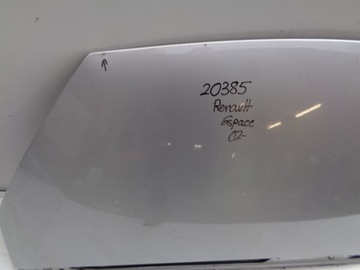 20385
Renault
Espace
02-